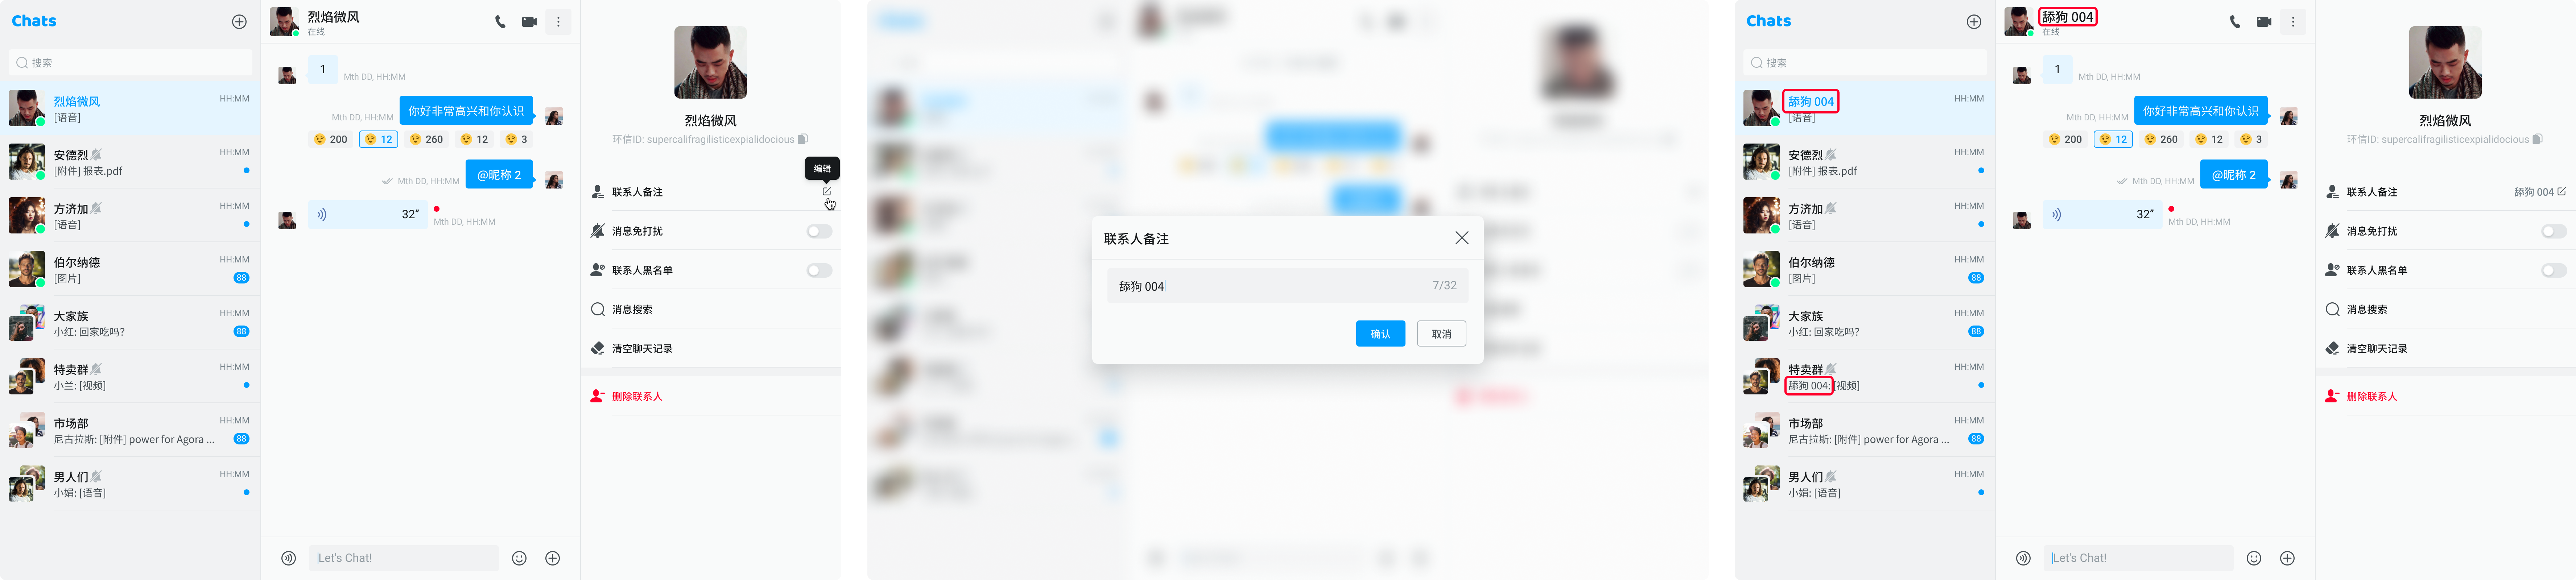 Chats
搜索
烈焰微风
HH:MM
[语音]
安德烈
HH:MM
[附件] 报表.pdf
方济加
HH:MM
[语音]
伯尔纳德
HH:MM
[图片]
88
大家族
HH:MM
小红: 回家吃吗?
88
特卖群
HH:MM
小兰: [视频]
市场部
HH:MM
尼古拉斯: [附件] power for Agora ...
88
男人们
HH:MM
小娟: [语音]
烈焰微风
在线
1
Mth DD, HH:MM
Mth DD, HH:MM
你好非常高兴和你认识
200
12
260
12
3
Mth DD, HH:MM
@昵称 2
32”
Mth DD, HH:MM
Let's Chat!
烈焰微风
环信ID: supercalifragilisticexpialidocious
编辑
联系人备注
消息免打扰
联系人黑名单
消息搜索
清空聊天记录
删除联系人
联系人备注
舔狗 004
7/32
确认
取消
Chats
搜索
舔狗 004
HH:MM
[语音]
安德烈
HH:MM
[附件] 报表.pdf
方济加
HH:MM
[语音]
伯尔纳德
HH:MM
[图片]
88
大家族
HH:MM
小红: 回家吃吗?
88
特卖群
HH:MM
舔狗 004: [视频]
市场部
HH:MM
尼古拉斯: [附件] power for Agora ...
88
男人们
HH:MM
小娟: [语音]
舔狗 004
在线
1
Mth DD, HH:MM
Mth DD, HH:MM
你好非常高兴和你认识
200
12
260
12
3
Mth DD, HH:MM
@昵称 2
32”
Mth DD, HH:MM
Let's Chat!
烈焰微风
环信ID: supercalifragilisticexpialidocious
联系人备注
舔狗 004
消息免打扰
联系人黑名单
消息搜索
清空聊天记录
删除联系人